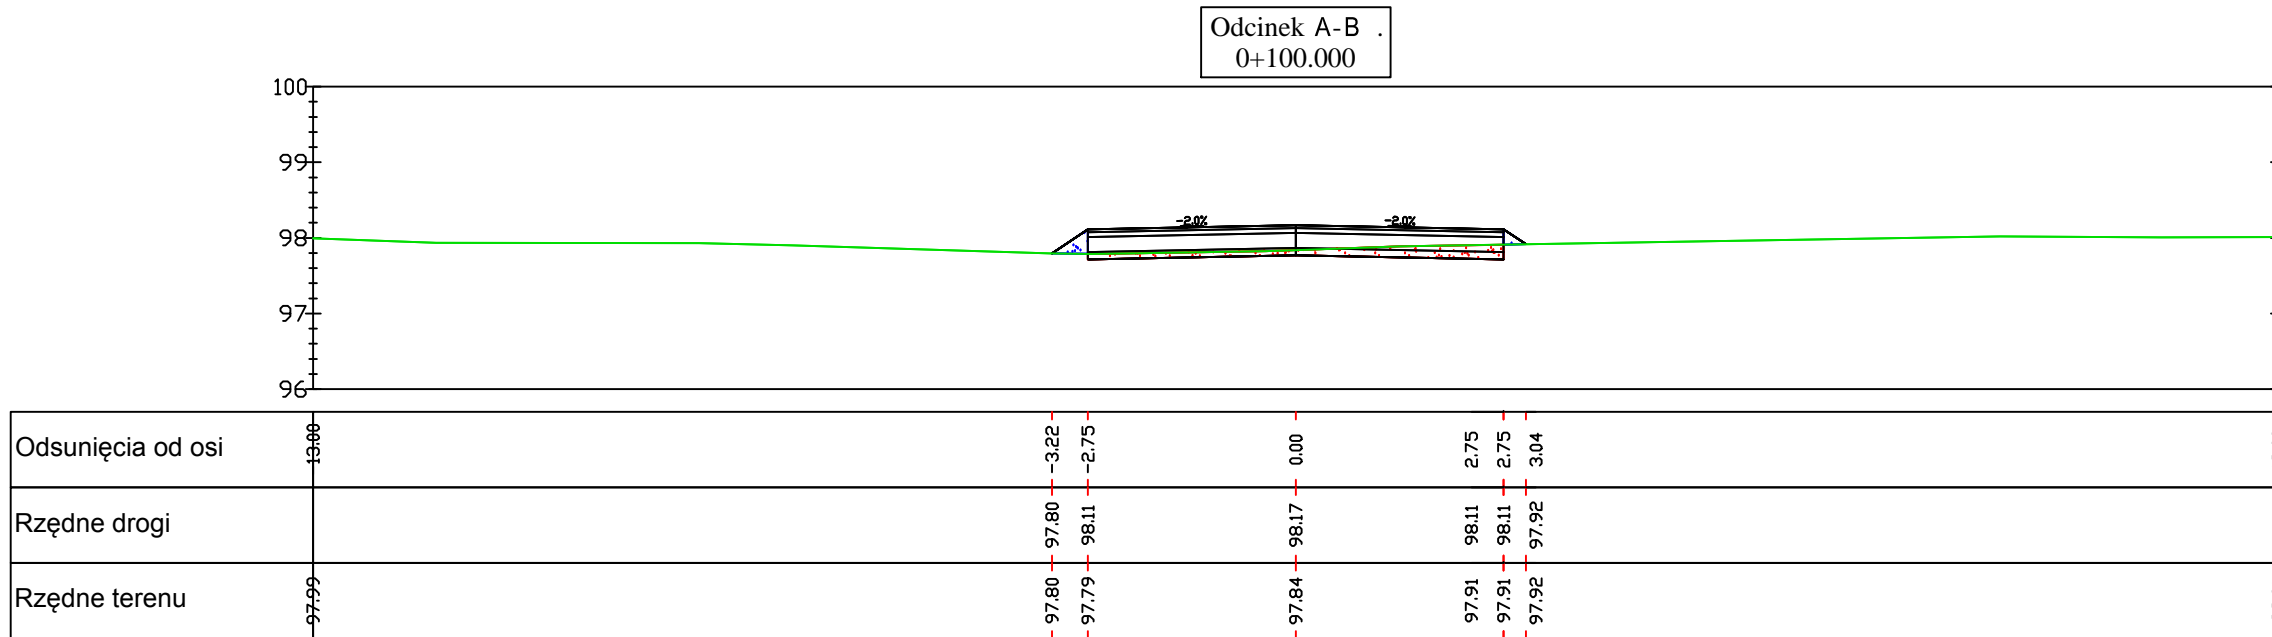 Odcinek A-B .
0+100.000
100
99
98
97
96
-2.0% -2.0%
Odsunięcia od osi 13.00 -3.22 -2.75 0.00 2.75 2.75 3.04
Rzędne drogi 97.80 98.11 98.17 98.11 98.11 97.92
Rzędne terenu 97.99 97.80 97.79 97.84 97.91 97.91 97.92